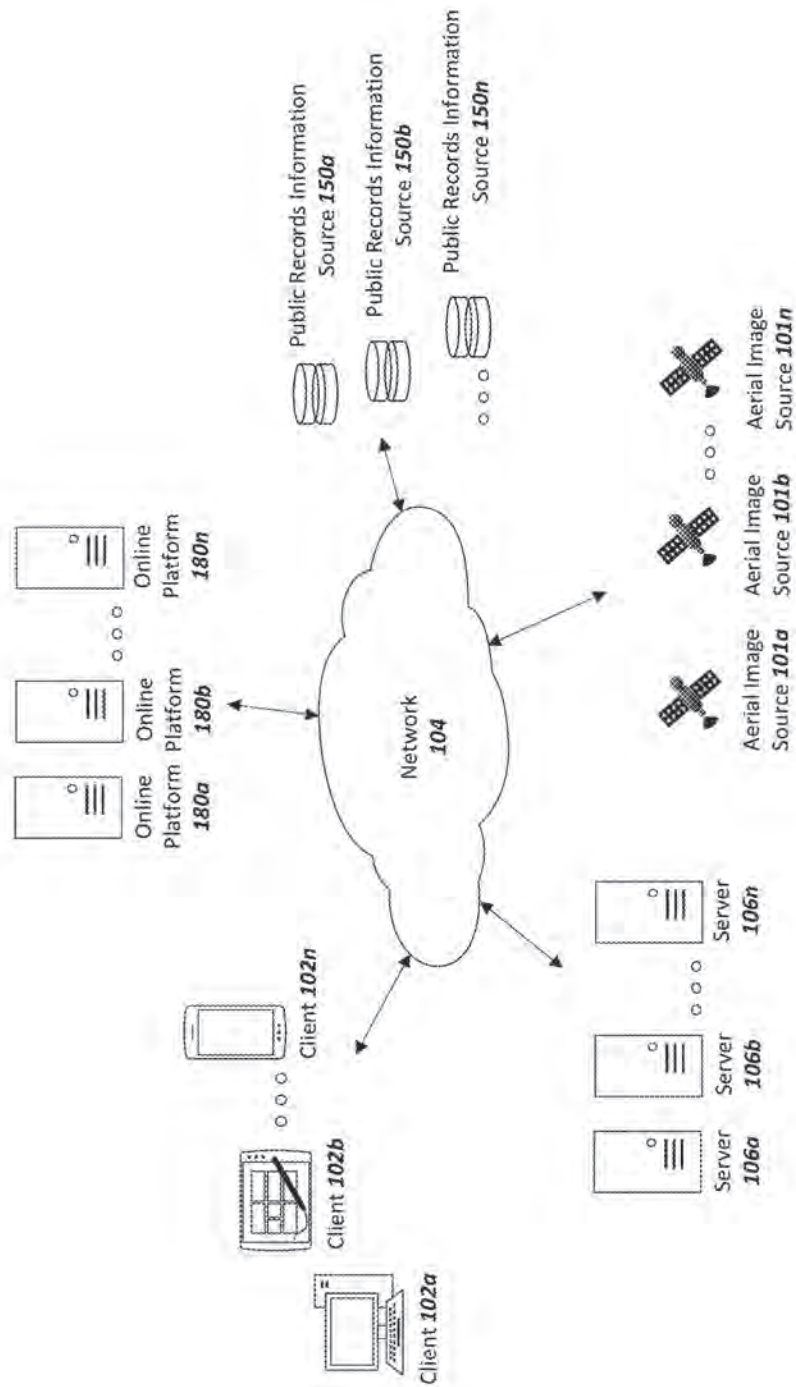 Client 102a
Client 102b
Client 102n
Online
Platform
180a
Online
Platform
180b
Online
Platform
180n
Public Records Information
Source 150a
Public Records Information
Source 150b
Public Records Information
Source 150n
Network
104
Server
106a
Server
106b
Server
106n
Aerial Image
Source 101a
Aerial Image
Source 101b
Aerial Image
Source 101n